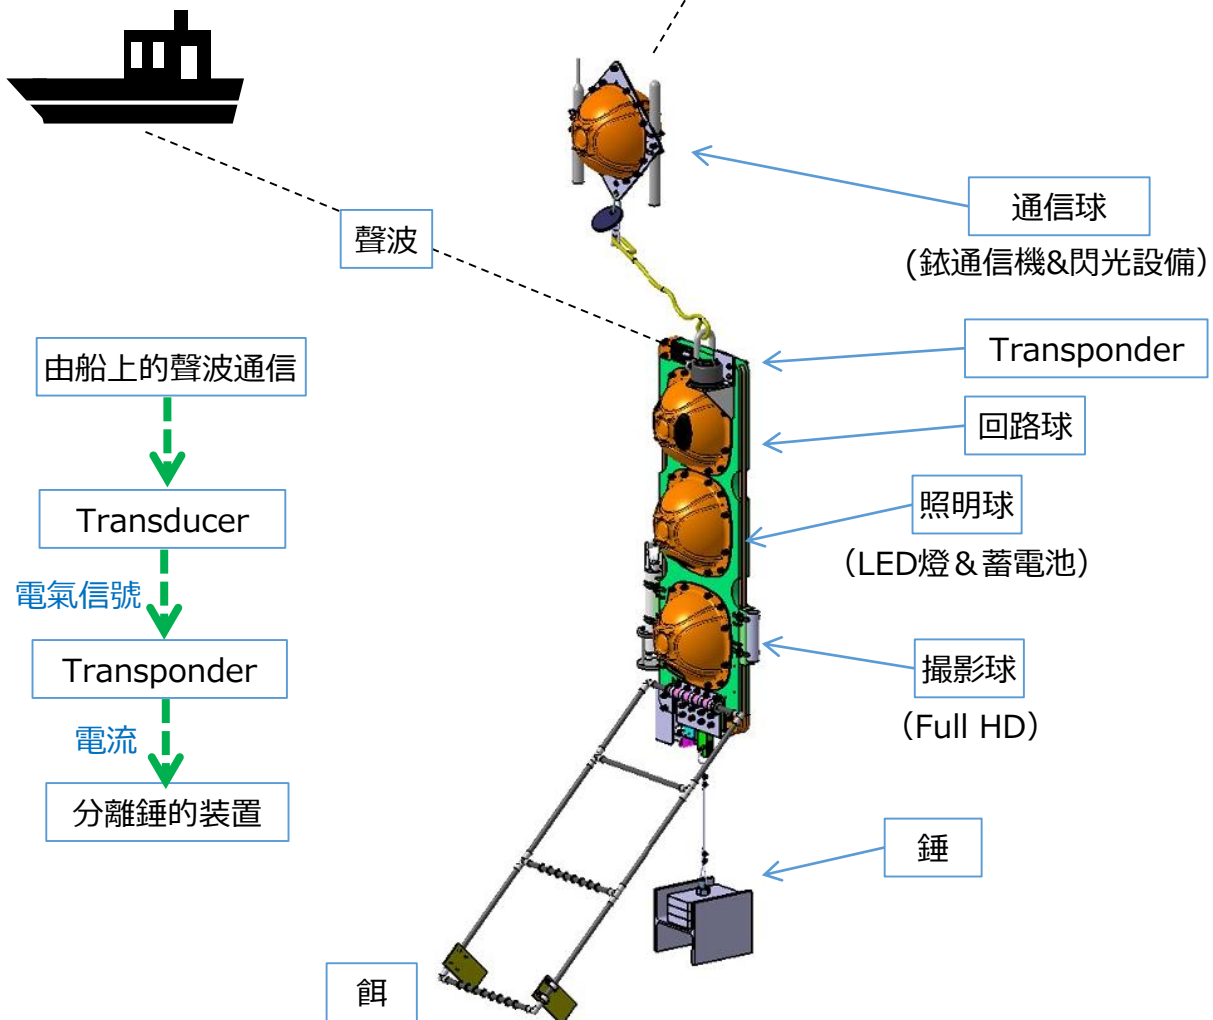 通信球
(銥通信機&閃光設備)
聲波
Transponder
由船上的聲波通信
回路球
照明球
Transducer
(LED燈＆蓄電池)
電氣信號
Transponder
撮影球
(Full HD)
電流
分離錘的装置
錘
餌